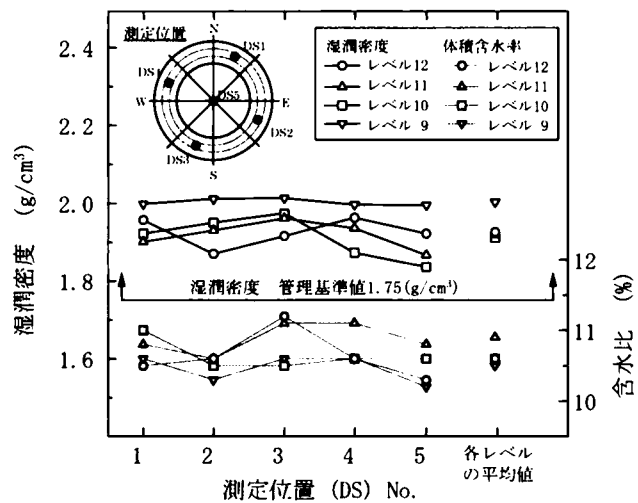 測定位置
N
DS1
DS4
W
DS5
E
DS2
DS3
S
湿潤密度
レベル12
レベル11
レベル10
レベル 9
体積含水率
レベル12
レベル11
レベル10
レベル 9
湿潤密度 (g/cm³)
2.4
2.2
2.0
1.8
1.6
湿潤密度 管理基準値1.75(g/cm³)
12
11
10
含水比 (%)
1
2
3
4
5
各レベル
の平均値
測定位置 (DS) No.